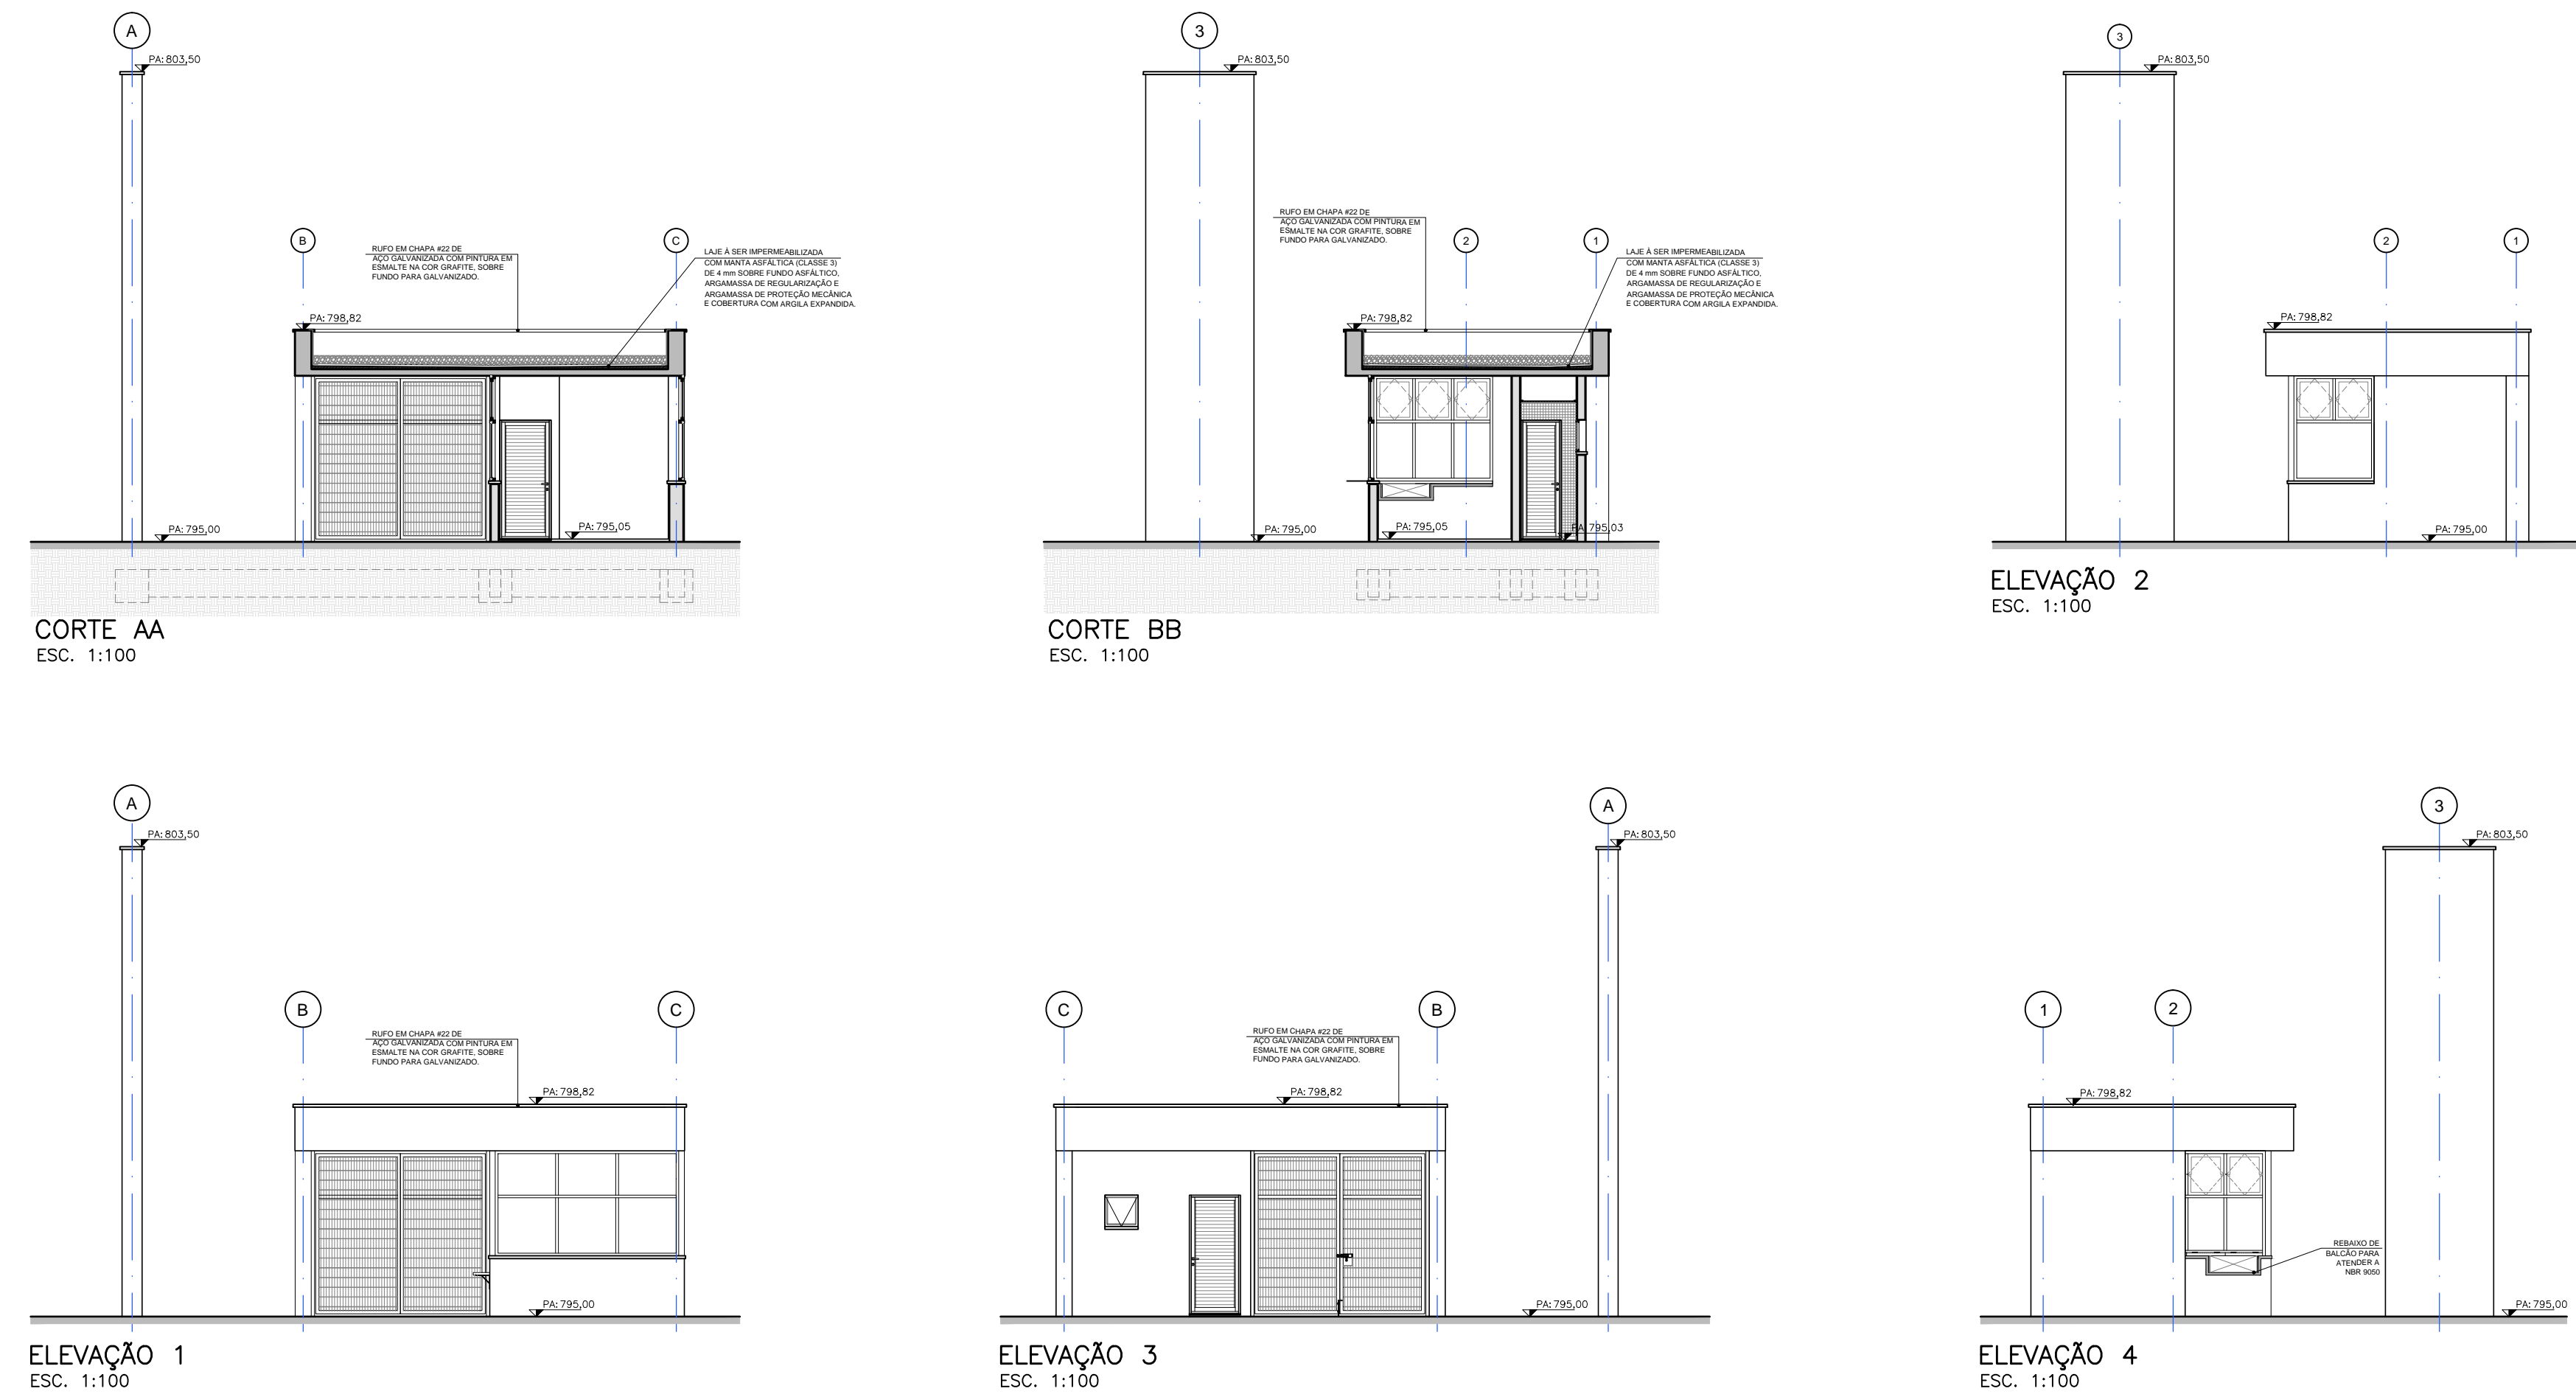 A
PA: 803,50
B
C
RUFO EM CHAPA #22 DE
AÇO GALVANIZADA COM PINTURA EM
ESMALTE NA COR GRAFITE, SOBRE
FUNDO PARA GALVANIZADO.
LAJE À SER IMPERMEABILIZADA
COM MANTA ASFÁLTICA (CLASSE 3)
DE 4 mm SOBRE FUNDO ASFÁLTICO,
ARGAMASSA DE REGULARIZAÇÃO E
ARGAMASSA DE PROTEÇÃO MECÂNICA
E COBERTURA COM ARGILA EXPANDIDA.
PA: 798,82
PA: 795,00
PA: 795,05
CORTE AA
ESC. 1:100
3
PA: 803,50
RUFO EM CHAPA #22 DE
AÇO GALVANIZADA COM PINTURA EM
ESMALTE NA COR GRAFITE, SOBRE
FUNDO PARA GALVANIZADO.
2
1
LAJE À SER IMPERMEABILIZADA
COM MANTA ASFÁLTICA (CLASSE 3)
DE 4 mm SOBRE FUNDO ASFÁLTICO,
ARGAMASSA DE REGULARIZAÇÃO E
ARGAMASSA DE PROTEÇÃO MECÂNICA
E COBERTURA COM ARGILA EXPANDIDA.
PA: 798,82
PA: 795,00
PA: 795,05
PA: 795,03
CORTE BB
ESC. 1:100
3
PA: 803,50
2
1
PA: 798,82
PA: 795,00
ELEVAÇÃO 2
ESC. 1:100
A
PA: 803,50
B
C
RUFO EM CHAPA #22 DE
AÇO GALVANIZADA COM PINTURA EM
ESMALTE NA COR GRAFITE, SOBRE
FUNDO PARA GALVANIZADO.
PA: 798,82
PA: 795,00
ELEVAÇÃO 1
ESC. 1:100
A
PA: 803,50
C
B
RUFO EM CHAPA #22 DE
AÇO GALVANIZADA COM PINTURA EM
ESMALTE NA COR GRAFITE, SOBRE
FUNDO PARA GALVANIZADO.
PA: 798,82
PA: 795,00
ELEVAÇÃO 3
ESC. 1:100
3
PA: 803,50
1
2
PA: 798,82
REBAIXO DE
BALCÃO PARA
ATENDER A
NBR 9050
PA: 795,00
ELEVAÇÃO 4
ESC. 1:100